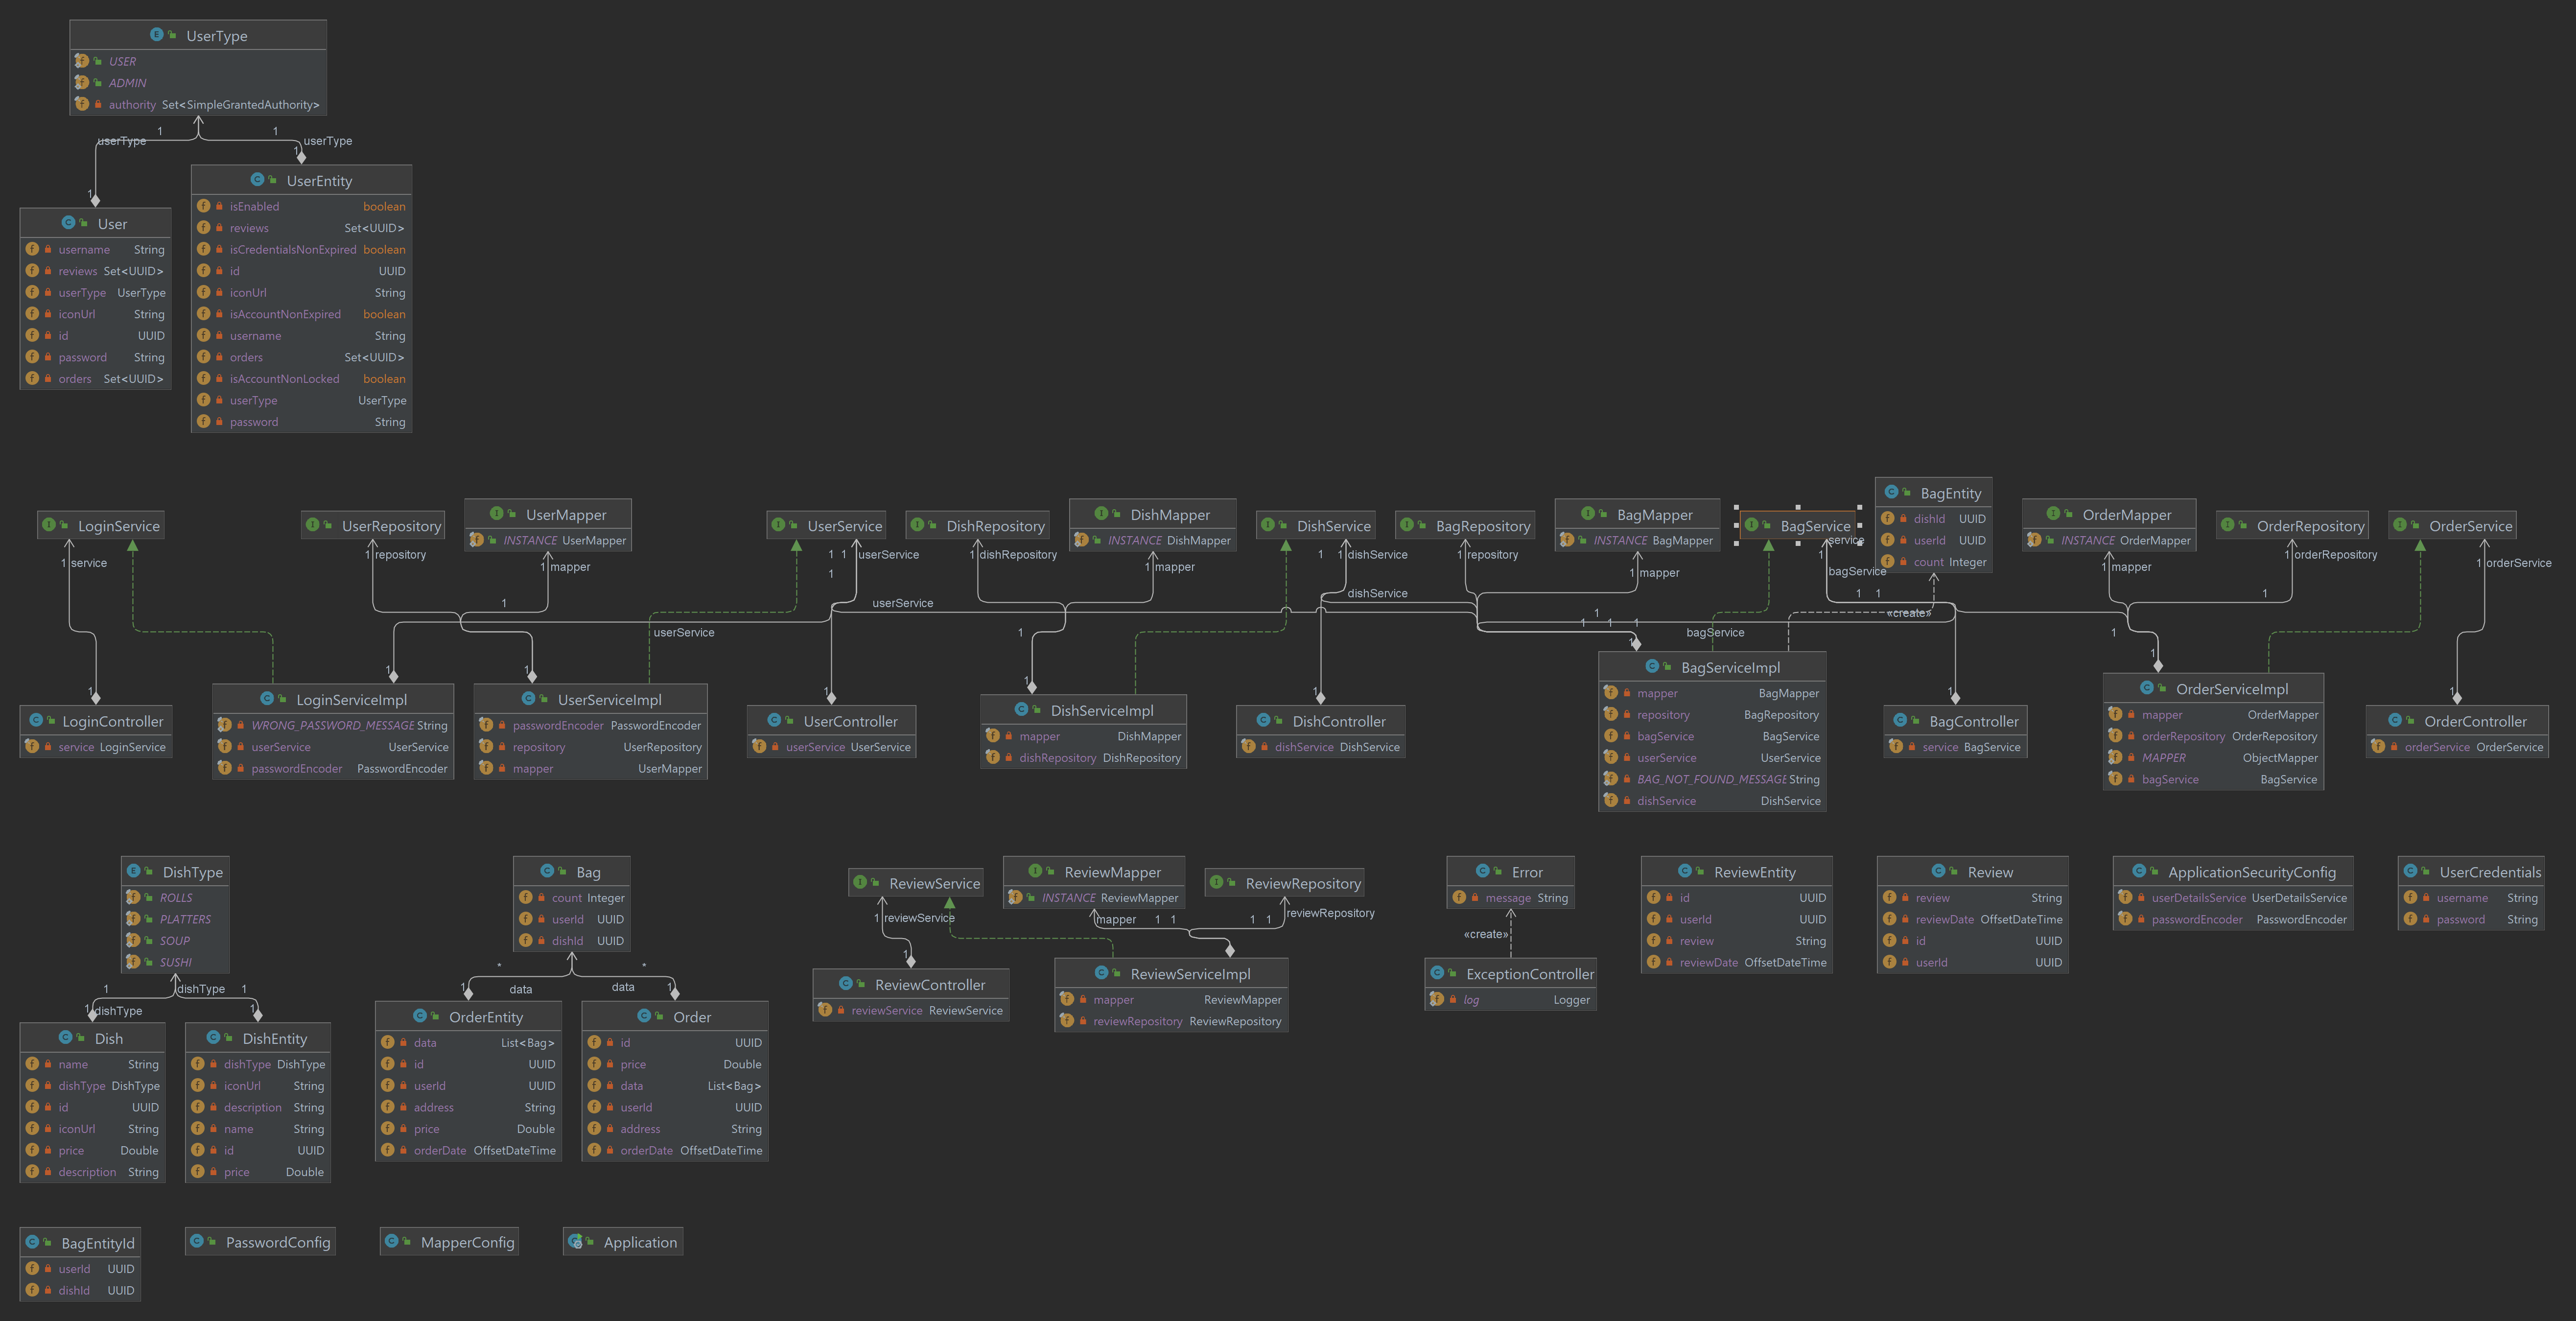 UserType
USER
ADMIN
authority Set<SimpleGrantedAuthority>
1 1
userType userType
1
1
UserEntity
isEnabled boolean
reviews Set<UUID>
isCredentialsNonExpired boolean
id UUID
iconUrl String
isAccountNonExpired boolean
username String
orders Set<UUID>
isAccountNonLocked boolean
userType UserType
password String
User
username String
reviews Set<UUID>
userType UserType
iconUrl String
id UUID
password String
orders Set<UUID>
LoginService
UserRepository
UserMapper
INSTANCE UserMapper
UserService
DishRepository
DishMapper
INSTANCE DishMapper
DishService
BagRepository
BagMapper
INSTANCE BagMapper
BagService
BagEntity
dishId UUID
userId UUID
count Integer
OrderMapper
INSTANCE OrderMapper
OrderRepository
OrderService
1 service
1 repository
1 mapper
1 1 userService
1
1 dishRepository
1 mapper
1 1 dishService
1 repository
1 mapper
service
1
bagService
1 mapper
1 orderRepository
1 orderService
1
userService
userService
dishService
1 1
«create»
1
1 1 1
bagService
1
1
1
1
LoginController
service LoginService
LoginServiceImpl
WRONG_PASSWORD_MESSAGE String
userService UserService
passwordEncoder PasswordEncoder
UserServiceImpl
passwordEncoder PasswordEncoder
repository UserRepository
mapper UserMapper
UserController
userService UserService
DishServiceImpl
mapper DishMapper
dishRepository DishRepository
DishController
dishService DishService
BagServiceImpl
mapper BagMapper
repository BagRepository
bagService BagService
userService UserService
BAG_NOT_FOUND_MESSAGE String
dishService DishService
BagController
service BagService
OrderServiceImpl
mapper OrderMapper
orderRepository OrderRepository
MAPPER ObjectMapper
bagService BagService
OrderController
orderService OrderService
DishType
ROLLS
PLATTERS
SOUP
SUSHI
1 dishType 1
1 dishType 1
Dish
name String
dishType DishType
id UUID
iconUrl String
price Double
description String
DishEntity
dishType DishType
iconUrl String
description String
name String
id UUID
price Double
Bag
count Integer
userId UUID
dishId UUID
* *
1 data data 1
OrderEntity
data List<Bag>
id UUID
userId UUID
address String
price Double
orderDate OffsetDateTime
Order
id UUID
price Double
data List<Bag>
userId UUID
address String
orderDate OffsetDateTime
ReviewService
ReviewMapper
INSTANCE ReviewMapper
ReviewRepository
1 reviewService
mapper 1 1
1 1 reviewRepository
1
ReviewController
reviewService ReviewService
ReviewServiceImpl
mapper ReviewMapper
reviewRepository ReviewRepository
Error
message String
«create»
ExceptionController
log Logger
ReviewEntity
id UUID
userId UUID
review String
reviewDate OffsetDateTime
Review
review String
reviewDate OffsetDateTime
id UUID
userId UUID
ApplicationSecurityConfig
userDetailsService UserDetailsService
passwordEncoder PasswordEncoder
UserCredentials
username String
password String
BagEntityId
userId UUID
dishId UUID
PasswordConfig
MapperConfig
Application